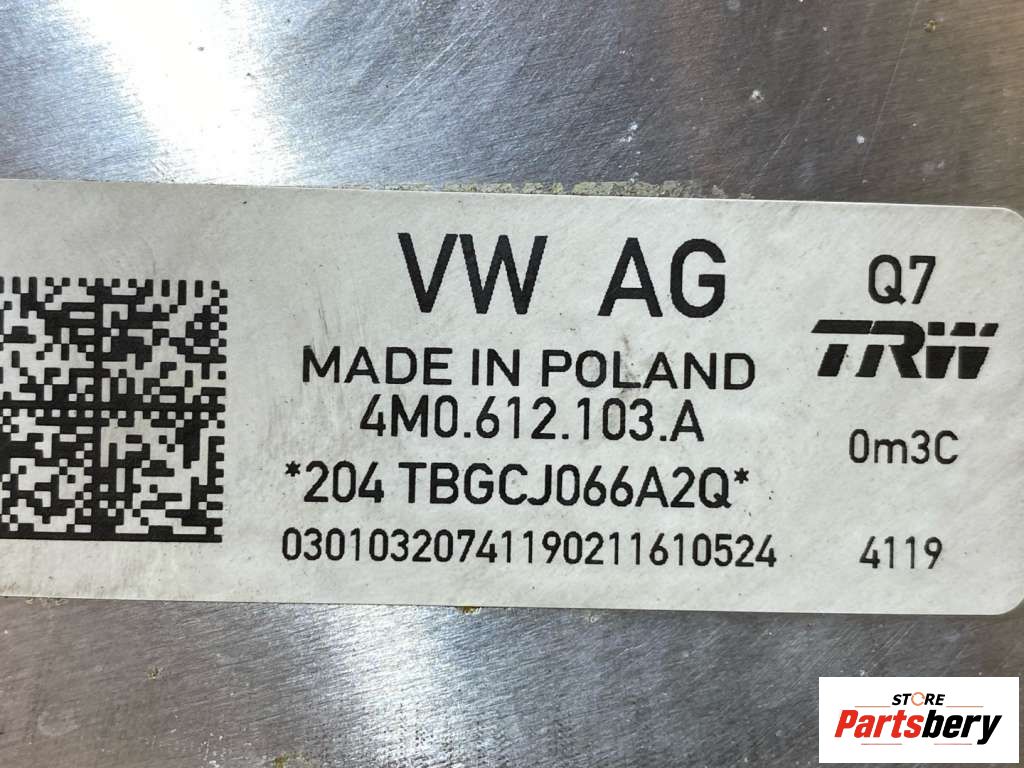 VW AG
MADE IN POLAND
4M0.612.103.A
*204 TBGCJ066A2Q*
03010320741190211610524
Q7
TRW
0m3C
4119
STORE
Partsbery